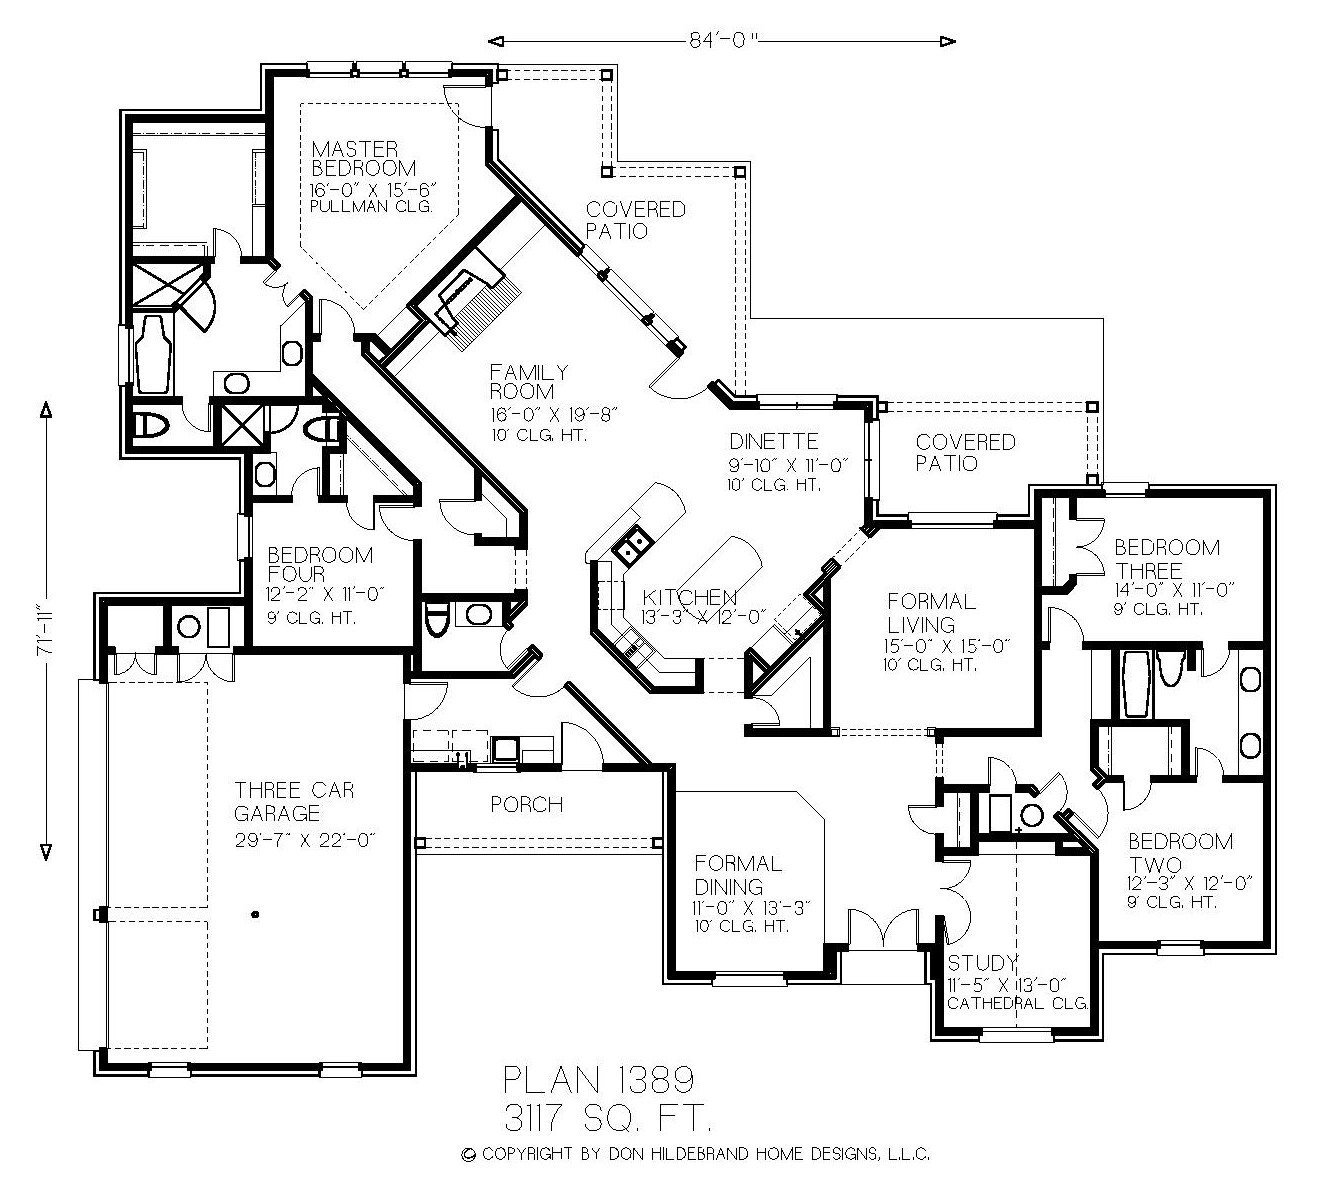 84'-0"
MASTER
BEDROOM
16'-0" X 15'-6"
PULLMAN CLG.
COVERED
PATIO
FAMILY
ROOM
16'-0" X 19'-8"
10' CLG. HT.
DINETTE
9'-10" X 11'-0"
10' CLG. HT.
COVERED
PATIO
BEDROOM
FOUR
12'-2" X 11'-0"
9' CLG. HT.
71'-11"
KITCHEN
13'-3" X 12'-0"
FORMAL
LIVING
15'-0" X 15'-0"
10' CLG. HT.
BEDROOM
THREE
14'-0" X 11'-0"
9' CLG. HT.
THREE CAR
GARAGE
29'-7" X 22'-0"
PORCH
FORMAL
DINING
11'-0" X 13'-3"
10' CLG. HT.
BEDROOM
TWO
12'-3" X 12'-0"
9' CLG. HT.
STUDY
11'-5" X 13'-0"
CATHEDRAL CLG.
PLAN 1389
3117 SQ. FT.
© COPYRIGHT BY DON HILDEBRAND HOME DESIGNS, L.L.C.